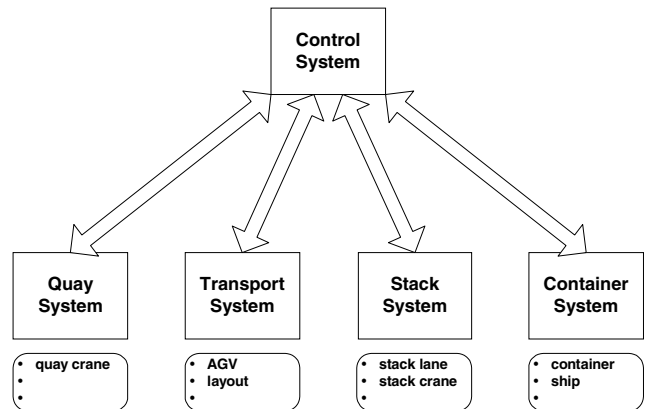 Control
System
Quay
System
Transport
System
Stack
System
Container
System
• quay crane
•
•
• AGV
• layout
•
• stack lane
• stack crane
•
• container
• ship
•